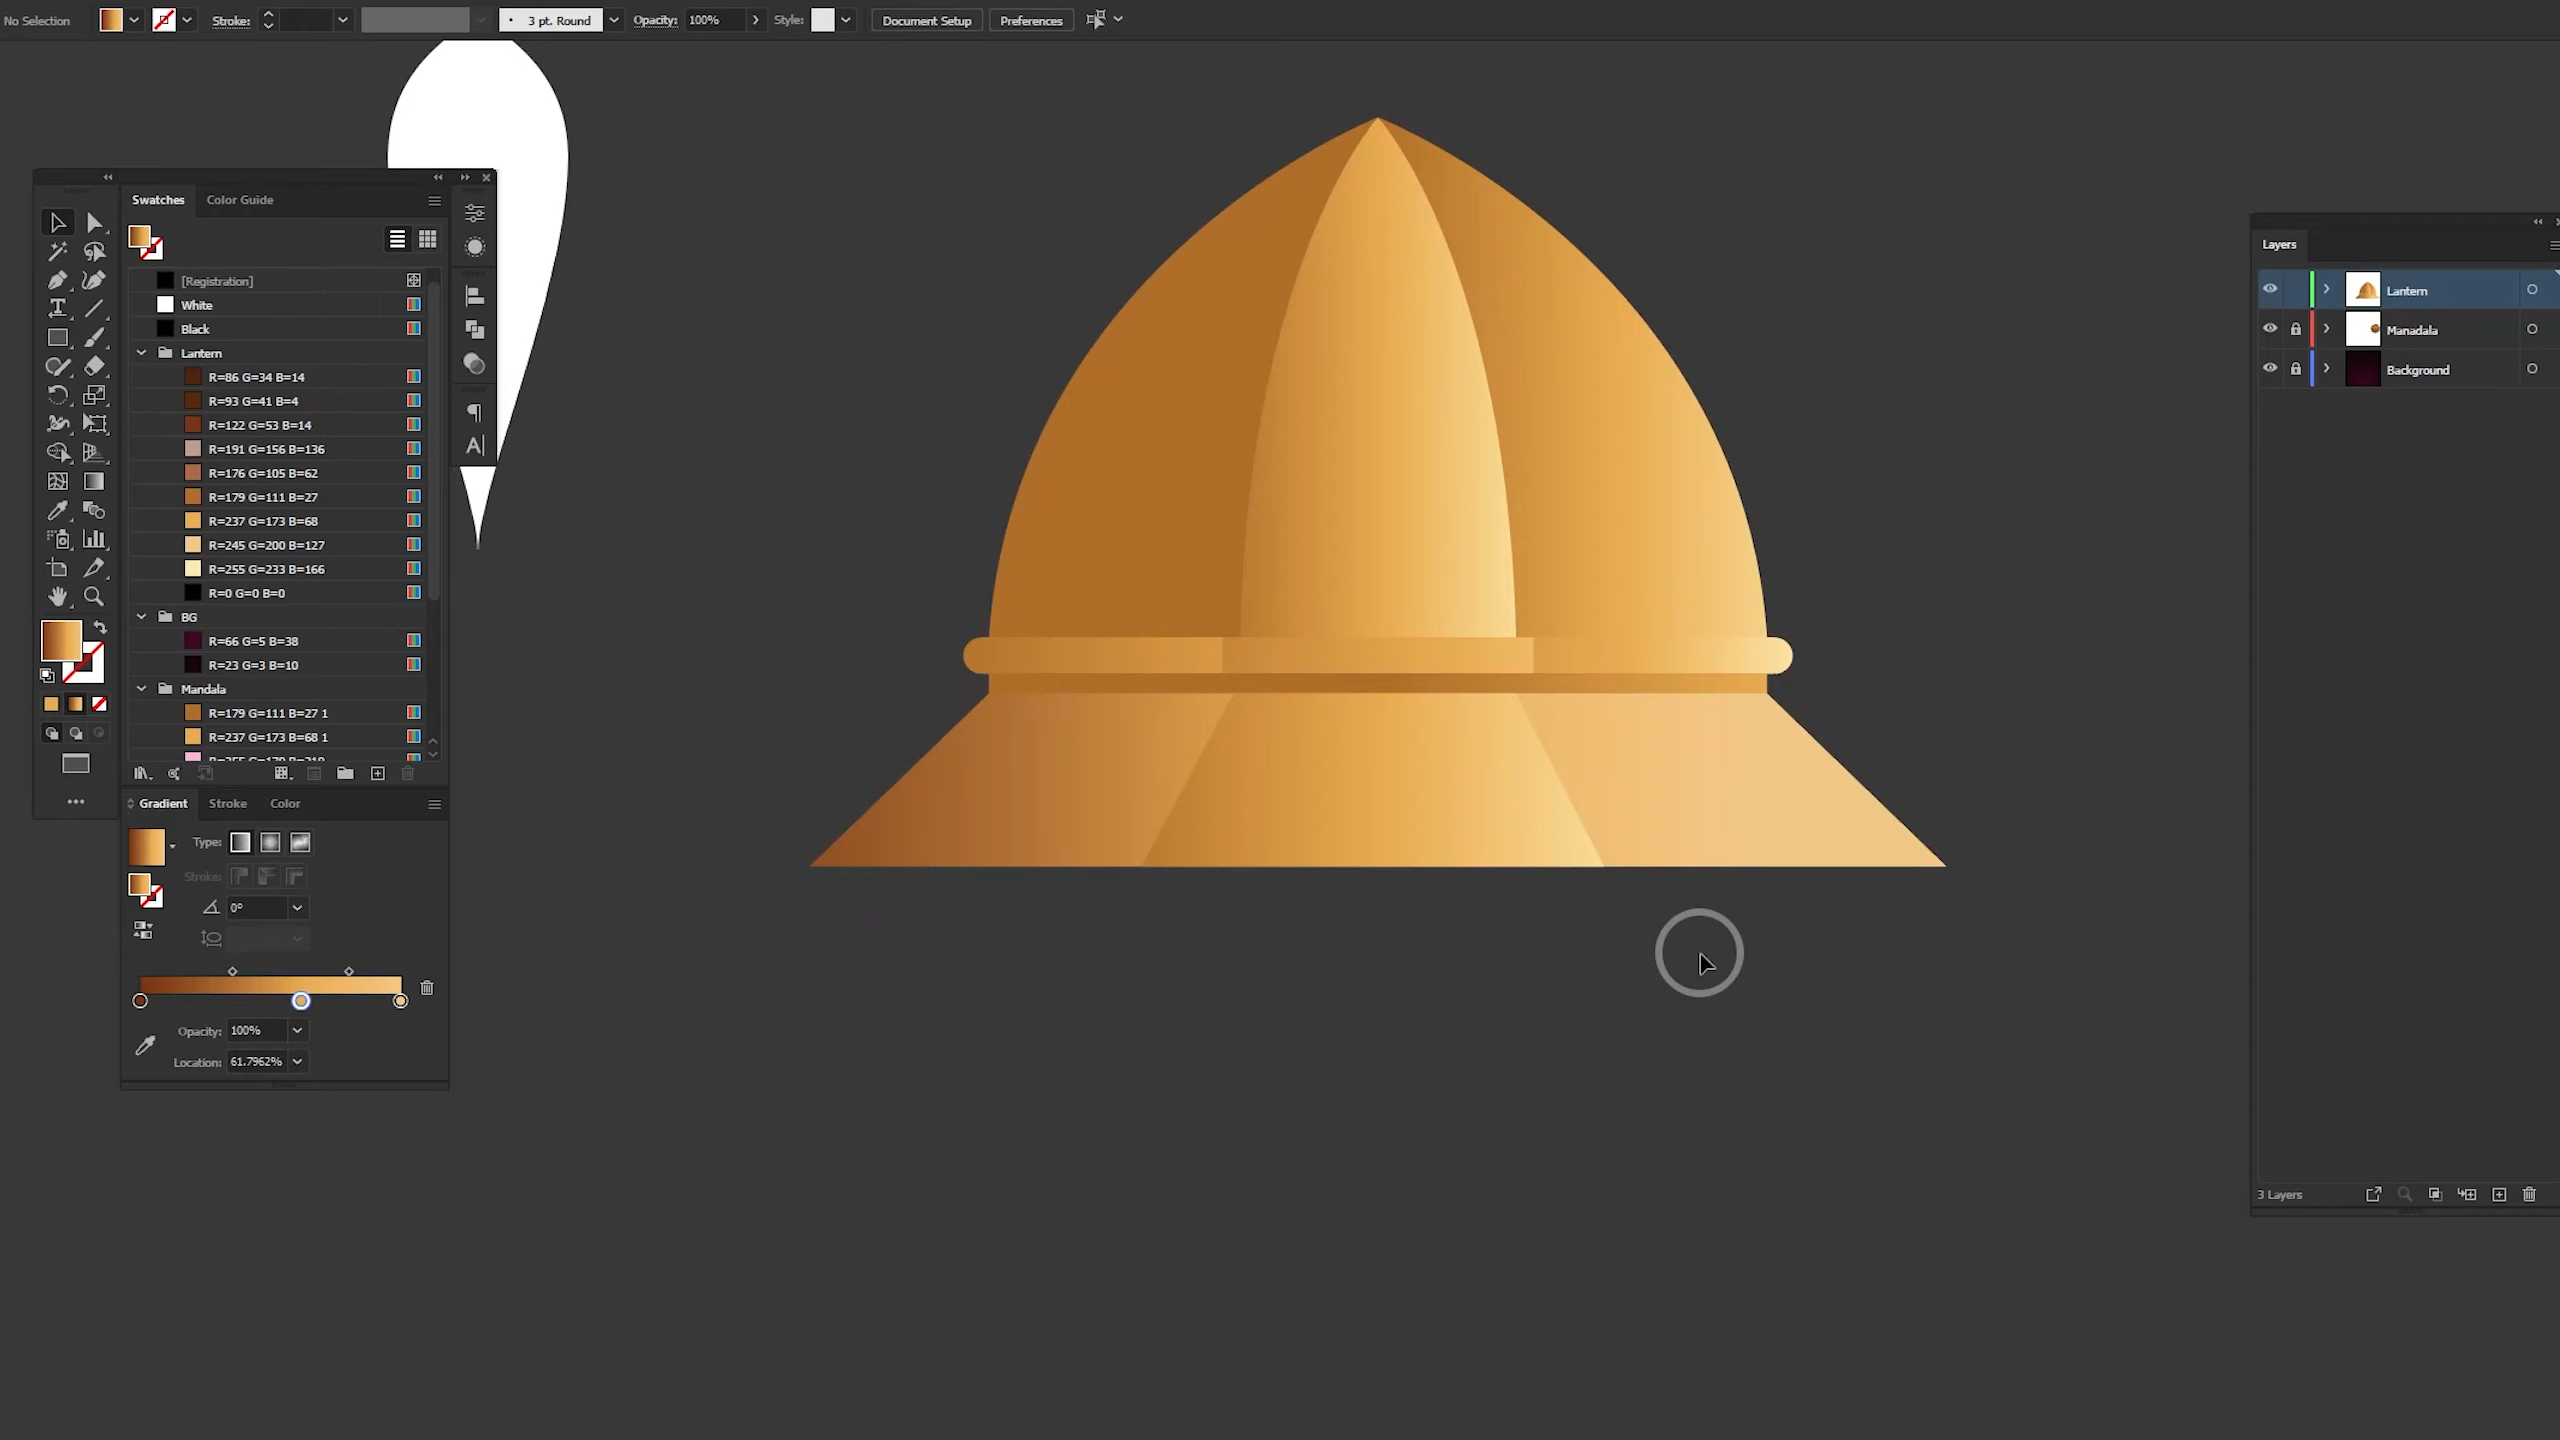 No Selection Stroke: 3 pt. Round Opacity: 100% Style: Document Setup Preferences
Swatches Color Guide
[Registration]
White
Black
Lantern
R=86 G=34 B=14
R=93 G=41 B=4
R=122 G=53 B=14
R=191 G=156 B=136
R=176 G=105 B=62
R=179 G=111 B=27
R=237 G=173 B=68
R=245 G=200 B=127
R=255 G=233 B=166
R=0 G=0 B=0
BG
R=66 G=5 B=38
R=23 G=3 B=10
Mandala
R=179 G=111 B=27 1
R=237 G=173 B=68 1
Gradient Stroke Color
Type:
Stroke:
0°
Opacity: 100%
Location: 61.7962%
Layers
Lantern
Manadala
Background
3 Layers